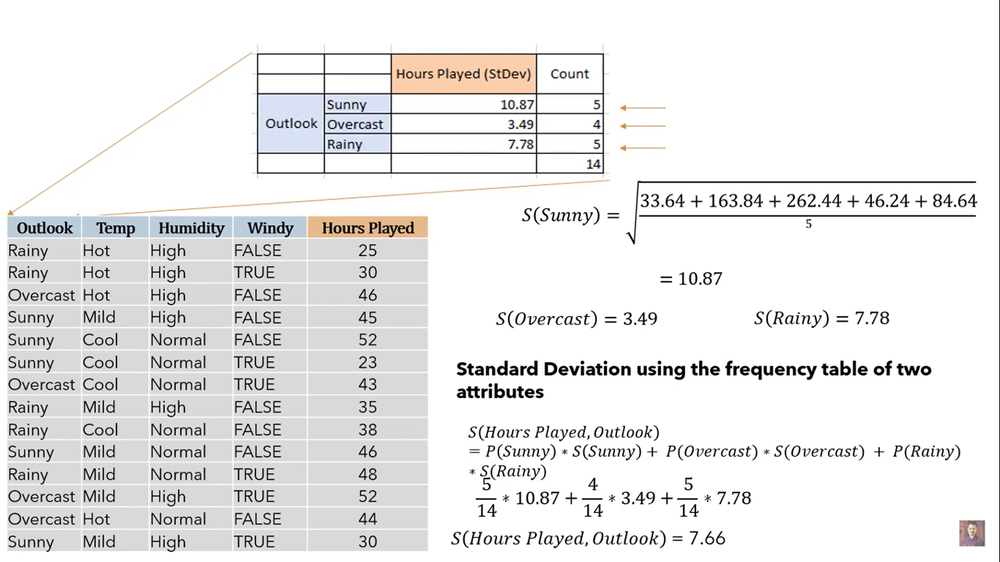 Hours Played (StDev) Count
Sunny 10.87 5
Outlook Overcast 3.49 4
Rainy 7.78 5
14
Outlook Temp Humidity Windy Hours Played
Rainy Hot High FALSE 25
Rainy Hot High TRUE 30
Overcast Hot High FALSE 46
Sunny Mild High FALSE 45
Sunny Cool Normal FALSE 52
Sunny Cool Normal TRUE 23
Overcast Cool Normal TRUE 43
Rainy Mild High FALSE 35
Rainy Cool Normal FALSE 38
Sunny Mild Normal FALSE 46
Rainy Mild Normal TRUE 48
Overcast Mild High TRUE 52
Overcast Hot Normal FALSE 44
Sunny Mild High TRUE 30
S(Sunny) = √((33.64 + 163.84 + 262.44 + 46.24 + 84.64)/5)
= 10.87
S(Overcast) = 3.49 S(Rainy) = 7.78
Standard Deviation using the frequency table of two
attributes
S(Hours Played, Outlook)
= P(Sunny) * S(Sunny) + P(Overcast) * S(Overcast) + P(Rainy)
* S(Rainy)
5/14 * 10.87 + 4/14 * 3.49 + 5/14 * 7.78
S(Hours Played, Outlook) = 7.66